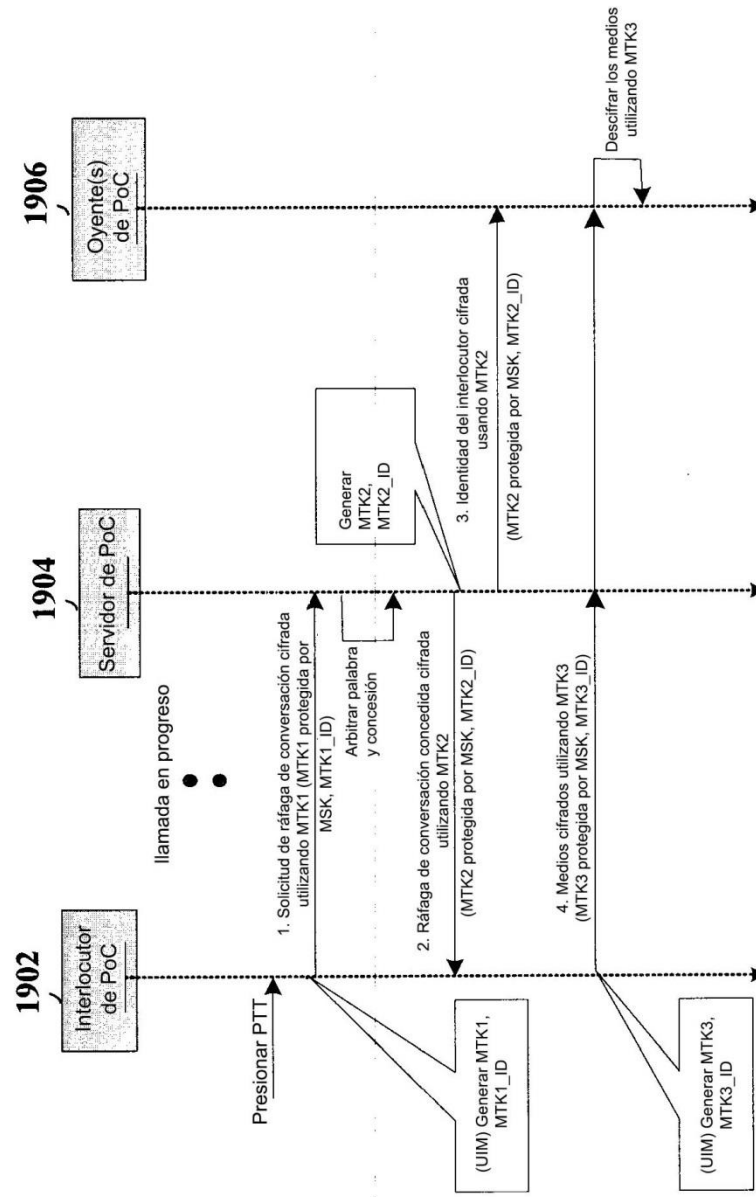 1902
Interlocutor
de PoC
1904
Servidor de PoC
1906
Oyente(s)
de PoC
llamada en progreso
Presionar PTT
1. Solicitud de ráfaga de conversación cifrada
utilizando MTK1 (MTK1 protegida por
MSK, MTK1_ID)
(UIM) Generar MTK1,
MTK1_ID
Arbitrar palabra
y concesión
Generar
MTK2,
MTK2_ID
2. Ráfaga de conversación concedida cifrada
utilizando MTK2
(MTK2 protegida por MSK, MTK2_ID)
3. Identidad del interlocutor cifrada
usando MTK2
(MTK2 protegida por MSK, MTK2_ID)
4. Medios cifrados utilizando MTK3
(MTK3 protegida por MSK, MTK3_ID)
(UIM) Generar MTK3,
MTK3_ID
Descifrar los medios
utilizando MTK3